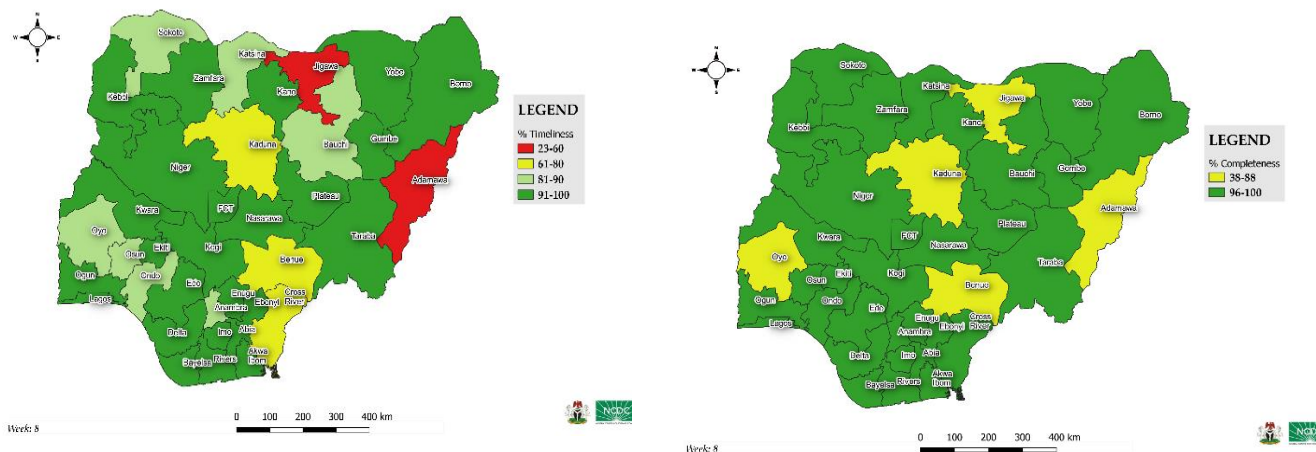 N
W
E
S
Sokoto
Katsina
Jigawa
Yobe
Borno
Zamfara
Kano
Kebbi
Kaduna
Bauchi
Gombe
Niger
Adamawa
Plateau
FCT
Kwara
Nasarawa
Oyo
Taraba
Osun
Ekiti
Kogi
Benue
Ogun
Ondo
Edo
Enugu
Ebonyi
Cross
River
Lagos
Anambra
Delta
Imo
Abia
Akwa
Ibom
Bayelsa
Rivers
LEGEND
% Timeliness
23-60
61-80
81-90
91-100
0 100 200 300 400 km
Week: 8
NCDC
N
W
E
S
Sokoto
Katsina
Jigawa
Yobe
Borno
Zamfara
Kano
Kebbi
Kaduna
Bauchi
Gombe
Niger
Adamawa
Plateau
FCT
Kwara
Nasarawa
Oyo
Taraba
Osun
Ekiti
Kogi
Benue
Ogun
Ondo
Edo
Enugu
Ebonyi
Cross
River
Lagos
Anambra
Delta
Imo
Abia
Akwa
Ibom
Bayelsa
Rivers
LEGEND
% Completeness
38-88
96-100
0 100 200 300 400 km
Week: 8